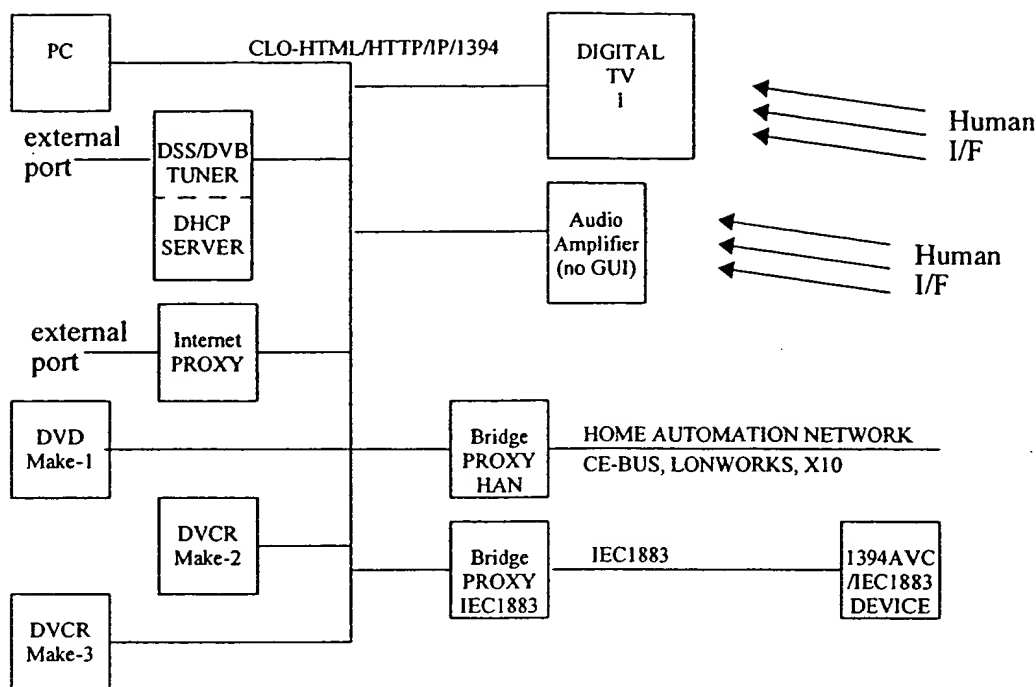 PC
CLO-HTML/HTTP/IP/1394
DIGITAL
TV
1
Human
I/F
external
port
DSS/DVB
TUNER
DHCP
SERVER
Audio
Amplifier
(no GUI)
Human
I/F
external
port
Internet
PROXY
DVD
Make-1
Bridge
PROXY
HAN
HOME AUTOMATION NETWORK
CE-BUS, LONWORKS, X10
DVCR
Make-2
Bridge
PROXY
IEC1883
IEC1883
1394AVC
/IEC1883
DEVICE
DVCR
Make-3